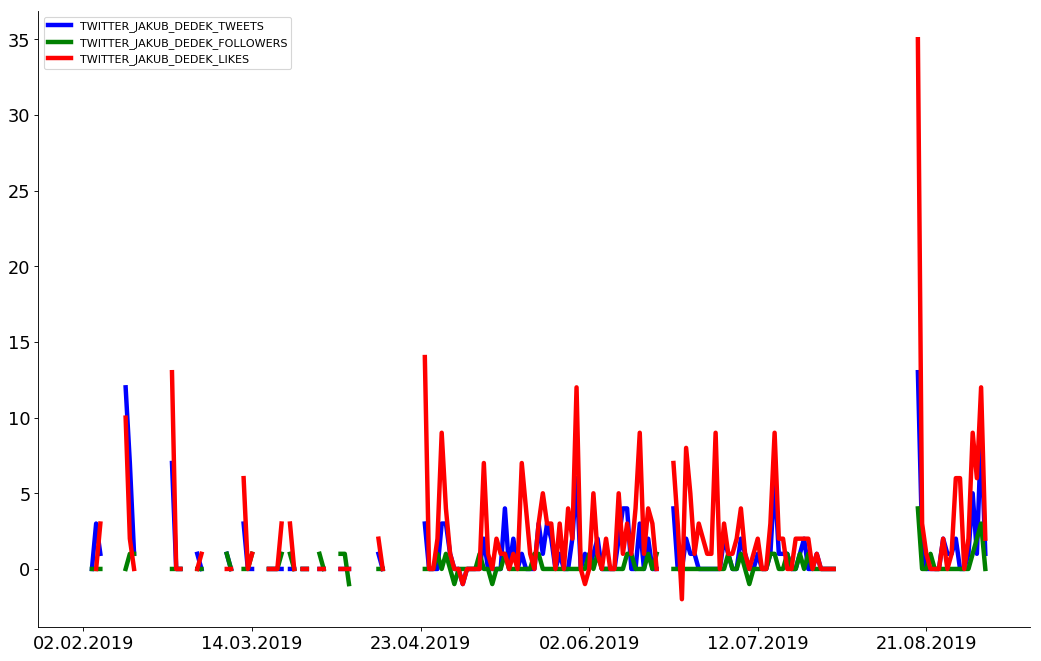 TWITTER_JAKUB_DEDEK_TWEETS
TWITTER_JAKUB_DEDEK_FOLLOWERS
TWITTER_JAKUB_DEDEK_LIKES
35
30
25
20
15
10
5
0
02.02.2019 14.03.2019 23.04.2019 02.06.2019 12.07.2019 21.08.2019